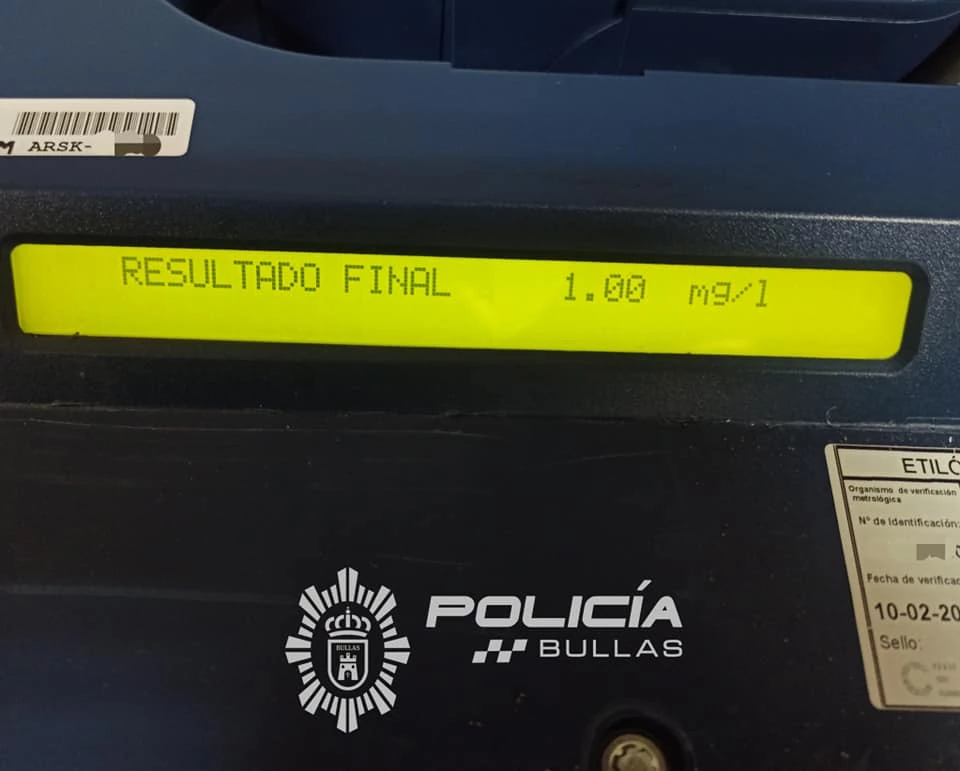 ARSK-
RESULTADO FINAL 1.00 mg/l
ETILÓ
Organismo de verificación
metrológica
Nº de Identificación:
Fecha de verificac
10-02-20
Sello:
BULLAS
POLICÍA
BULLAS